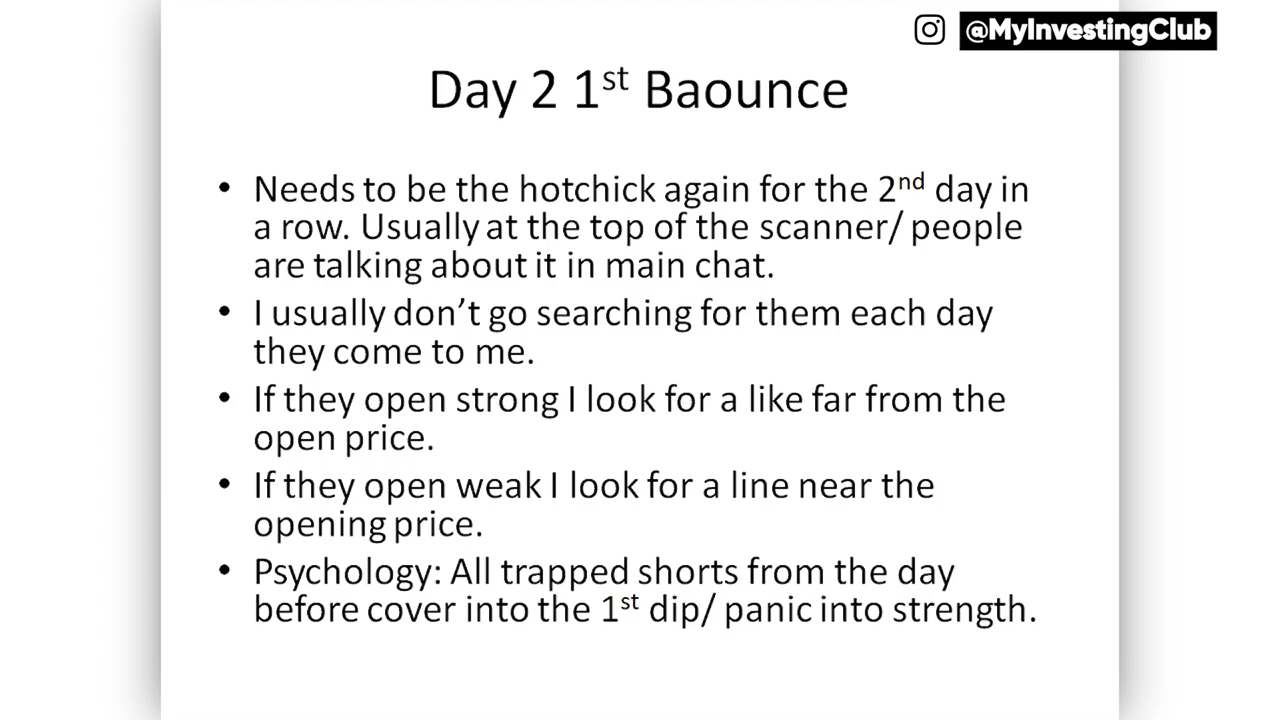 @MyInvestingClub
Day 2 1st Baounce
• Needs to be the hotchick again for the 2nd day in
a row. Usually at the top of the scanner/ people
are talking about it in main chat.
• I usually don’t go searching for them each day
they come to me.
• If they open strong I look for a like far from the
open price.
• If they open weak I look for a line near the
opening price.
• Psychology: All trapped shorts from the day
before cover into the 1st dip/ panic into strength.